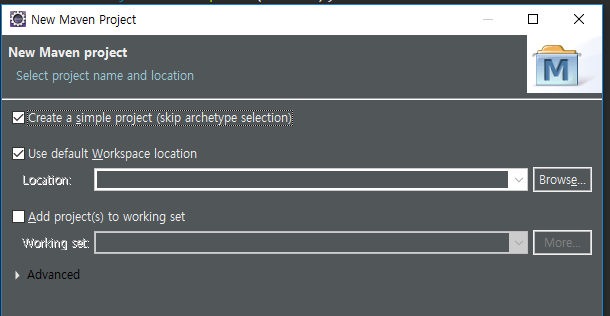 New Maven Project
New Maven project
Select project name and location
M
Create a simple project (skip archetype selection)
Use default Workspace location
Location:
Browse...
Add project(s) to working set
Working set:
More...
Advanced